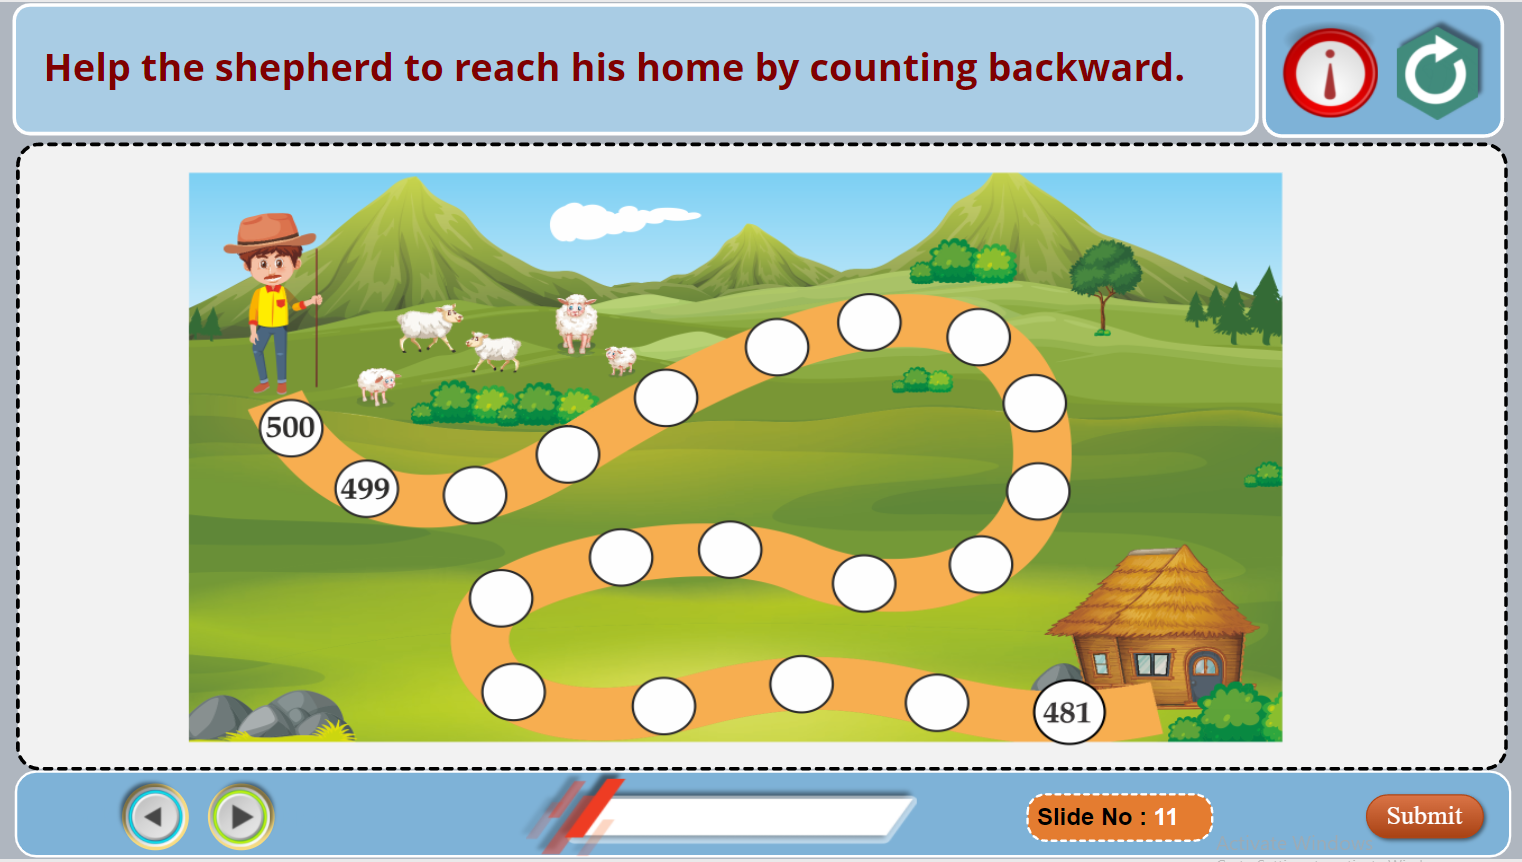 Help the shepherd to reach his home by counting backward.
500
499
481
Slide No : 11
Submit